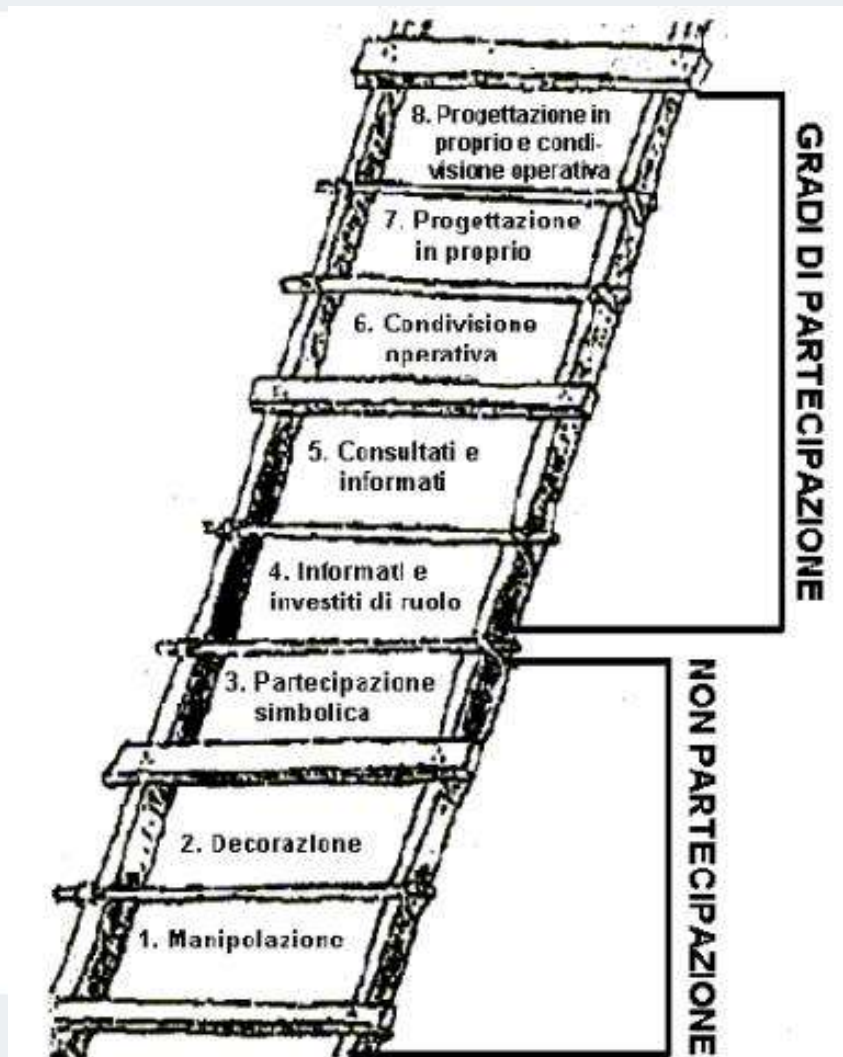 8. Progettazione in
proprio e condi-
visione operativa
7. Progettazione
in proprio
6. Condivisione
operativa
5. Consultati e
informati
4. Informati e
investiti di ruolo
3. Partecipazione
simbolica
2. Decorazione
1. Manipolazione
GRADI DI PARTECIPAZIONE
NON PARTECIPAZIONE